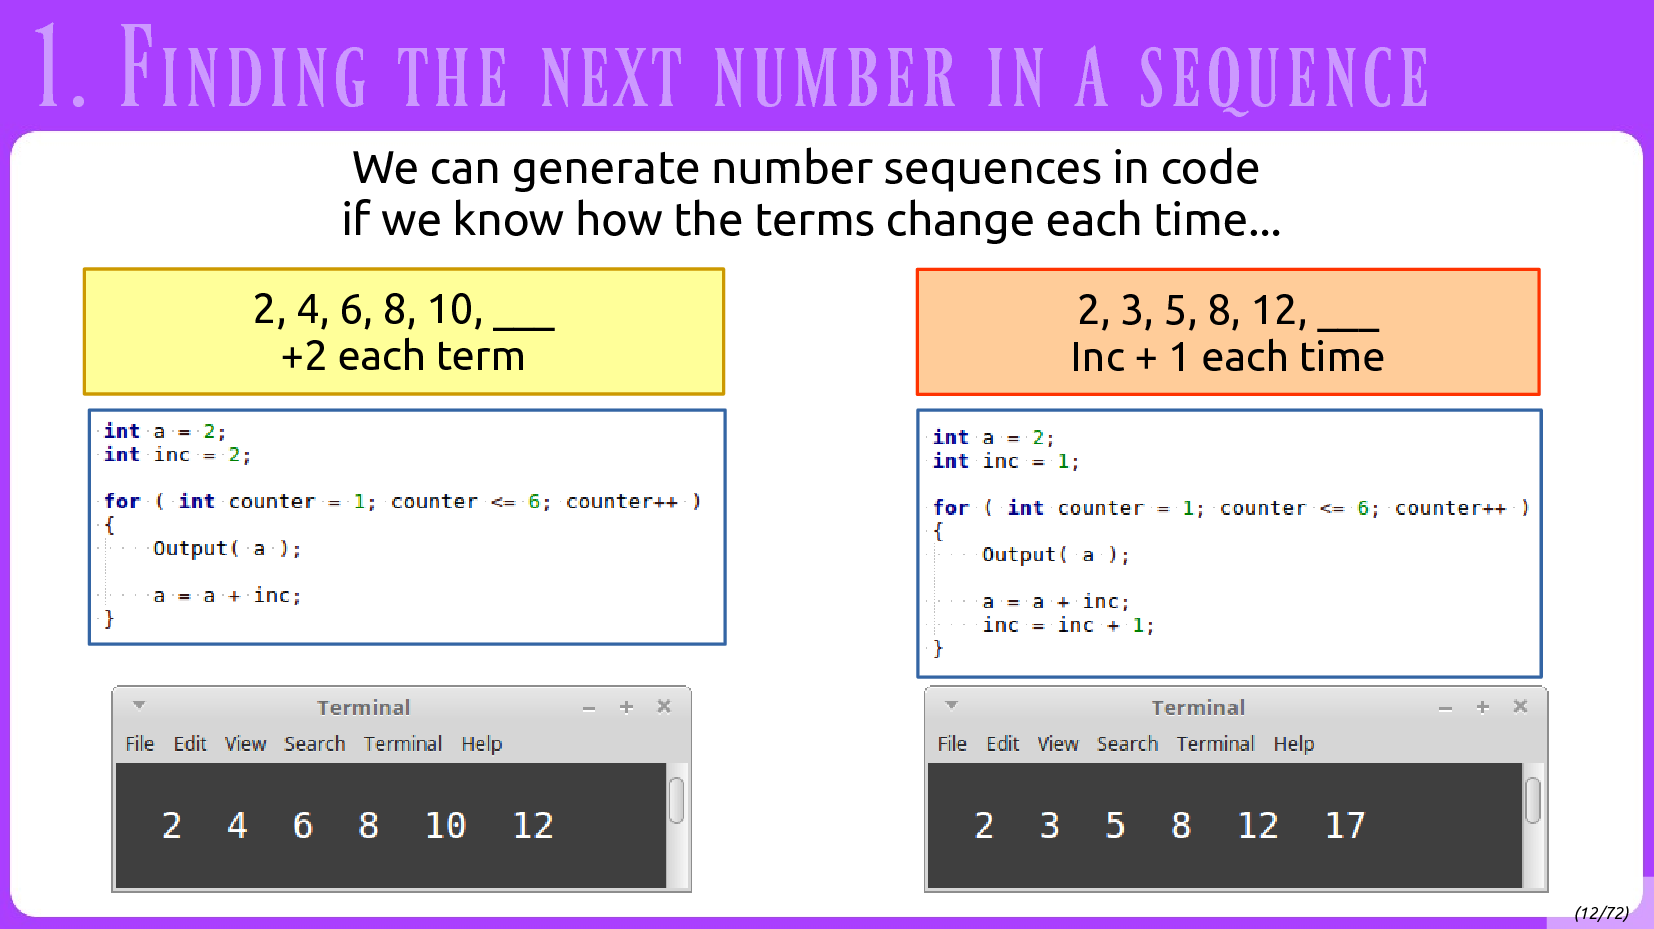 1. Finding the next number in a sequence
We can generate number sequences in code
if we know how the terms change each time...
2, 4, 6, 8, 10, ___
+2 each term
int a = 2;
int inc = 2;
for ( int counter = 1; counter <= 6; counter++ )
{
Output( a );
a = a + inc;
}
Terminal
File Edit View Search Terminal Help
2 4 6 8 10 12
2, 3, 5, 8, 12, ___
Inc + 1 each time
int a = 2;
int inc = 1;
for ( int counter = 1; counter <= 6; counter++ )
{
Output( a );
a = a + inc;
inc = inc + 1;
}
Terminal
File Edit View Search Terminal Help
2 3 5 8 12 17
(12/72)